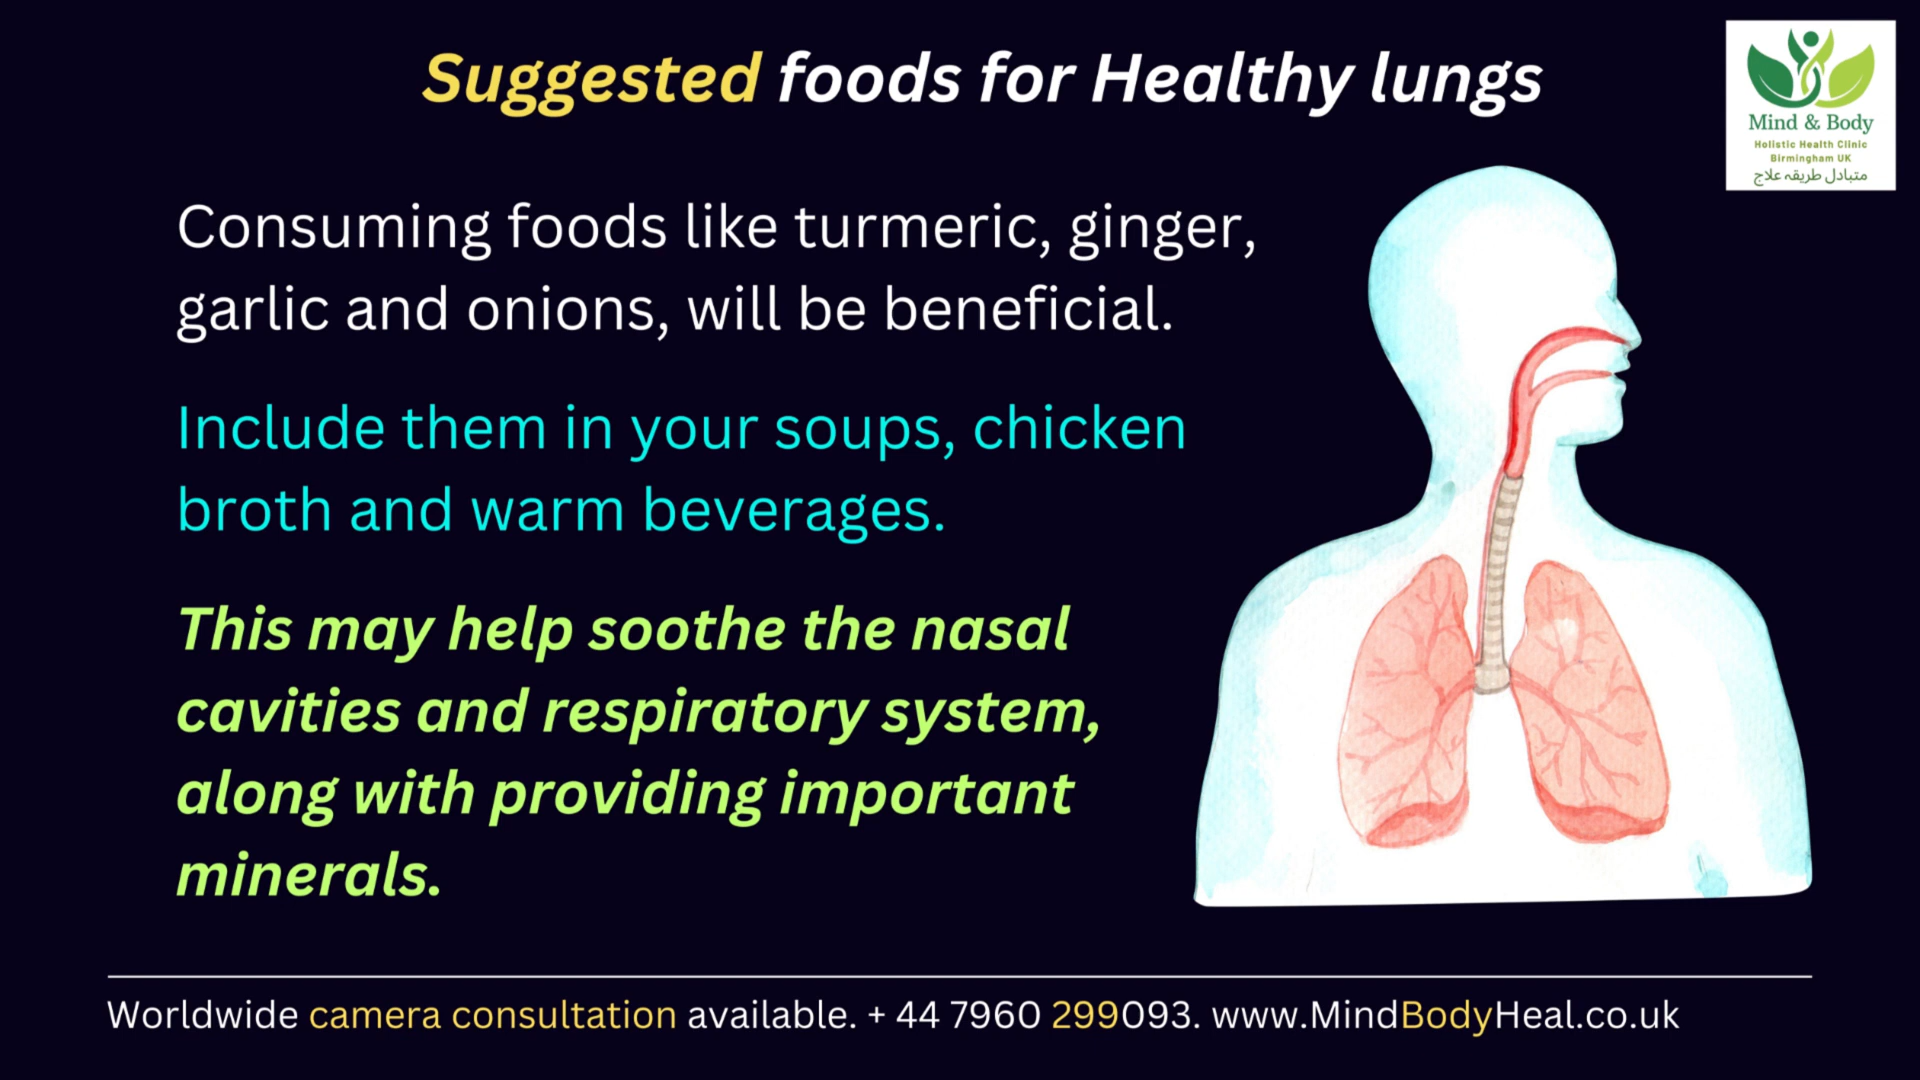 Suggested foods for Healthy lungs
Mind & Body
Holistic Health Clinic
Birmingham UK
متبادل طریقہ علاج
Consuming foods like turmeric, ginger,
garlic and onions, will be beneficial.
Include them in your soups, chicken
broth and warm beverages.
This may help soothe the nasal
cavities and respiratory system,
along with providing important
minerals.
Worldwide camera consultation available. + 44 7960 299093. www.MindBodyHeal.co.uk